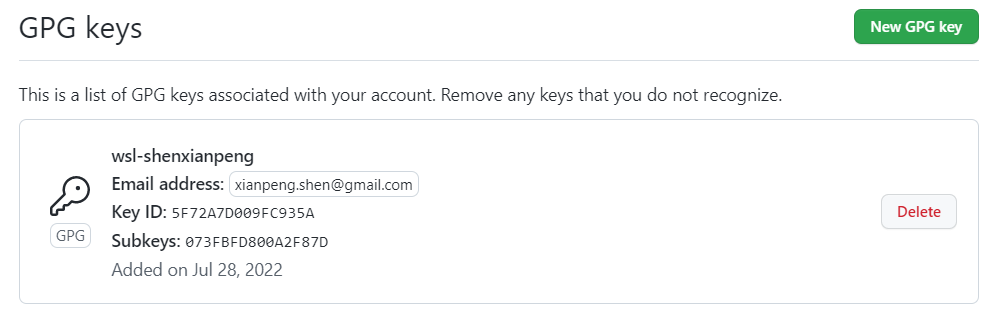 GPG keys
New GPG key
This is a list of GPG keys associated with your account. Remove any keys that you do not recognize.
wsl-shenxianpeng
Email address: xianpeng.shen@gmail.com
Key ID: 5F72A7D009FC935A
GPG
Subkeys: 073FBFD800A2F87D
Delete
Added on Jul 28, 2022